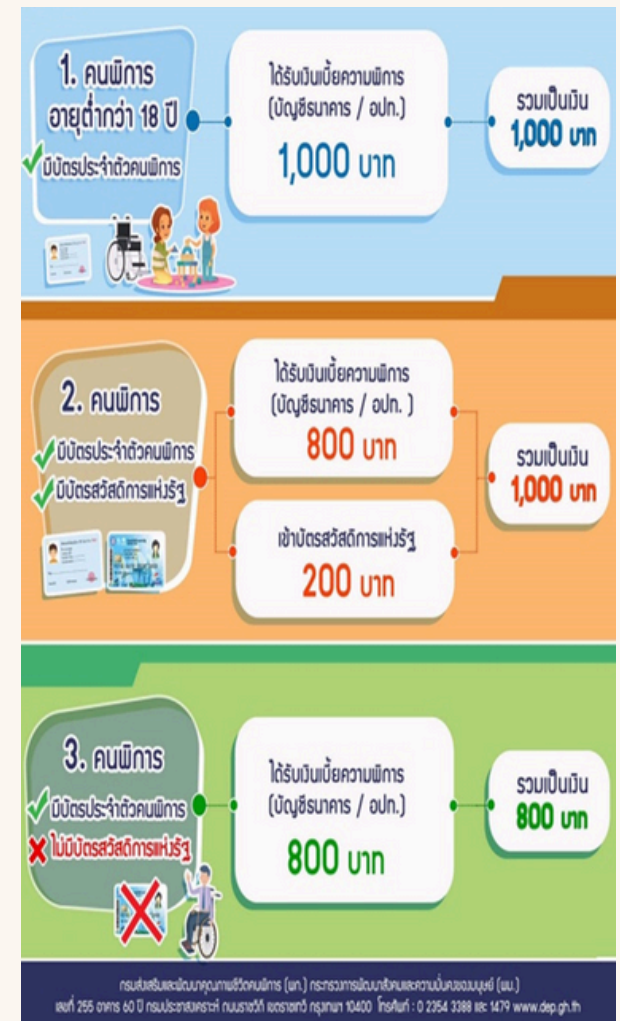 1. คนพิการ
อายุต่ำกว่า 18 ปี
มีบัตรประจำตัวคนพิการ
ได้รับเงินเบี้ยความพิการ
(บัญชีธนาคาร / อปท.)
1,000 บาท
รวมเป็นเงิน
1,000 บาท
2. คนพิการ
มีบัตรประจำตัวคนพิการ
มีบัตรสวัสดิการแห่งรัฐ
ได้รับเงินเบี้ยความพิการ
(บัญชีธนาคาร / อปท. )
800 บาท
เข้าบัตรสวัสดิการแห่งรัฐ
200 บาท
รวมเป็นเงิน
1,000 บาท
3. คนพิการ
มีบัตรประจำตัวคนพิการ
ไม่มีบัตรสวัสดิการแห่งรัฐ
ได้รับเงินเบี้ยความพิการ
(บัญชีธนาคาร / อปท.)
800 บาท
รวมเป็นเงิน
800 บาท
กรมส่งเสริมและพัฒนาคุณภาพชีวิตคนพิการ (พก.) กระทรวงการพัฒนาสังคมและความมั่นคงของมนุษย์ (พม.)
เลขที่ 255 อาคาร 60 ปี กรมประชาสงเคราะห์ ถนนราชวิถี เขตราชเทวี กรุงเทพฯ 10400 โทรศัพท์ : 0 2354 3388 และ 1479 www.dep.gh.th